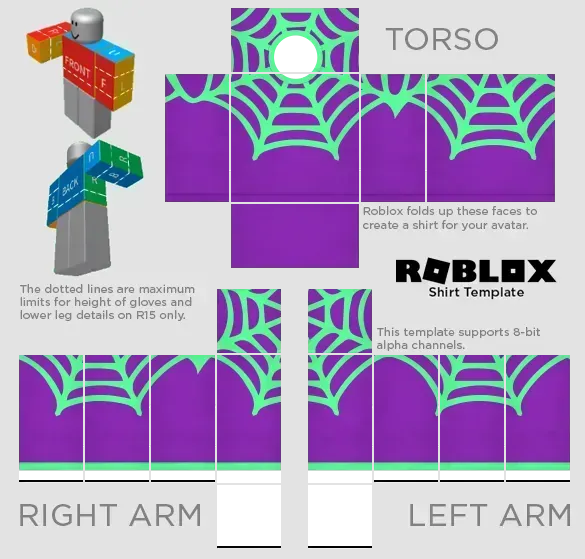 TORSO
FRONT
F
L
BACK
R
B
Roblox folds up these faces to
create a shirt for your avatar.
ROBLOX
Shirt Template
The dotted lines are maximum
limits for height of gloves and
lower leg details on R15 only.
This template supports 8-bit
alpha channels.
RIGHT ARM
LEFT ARM